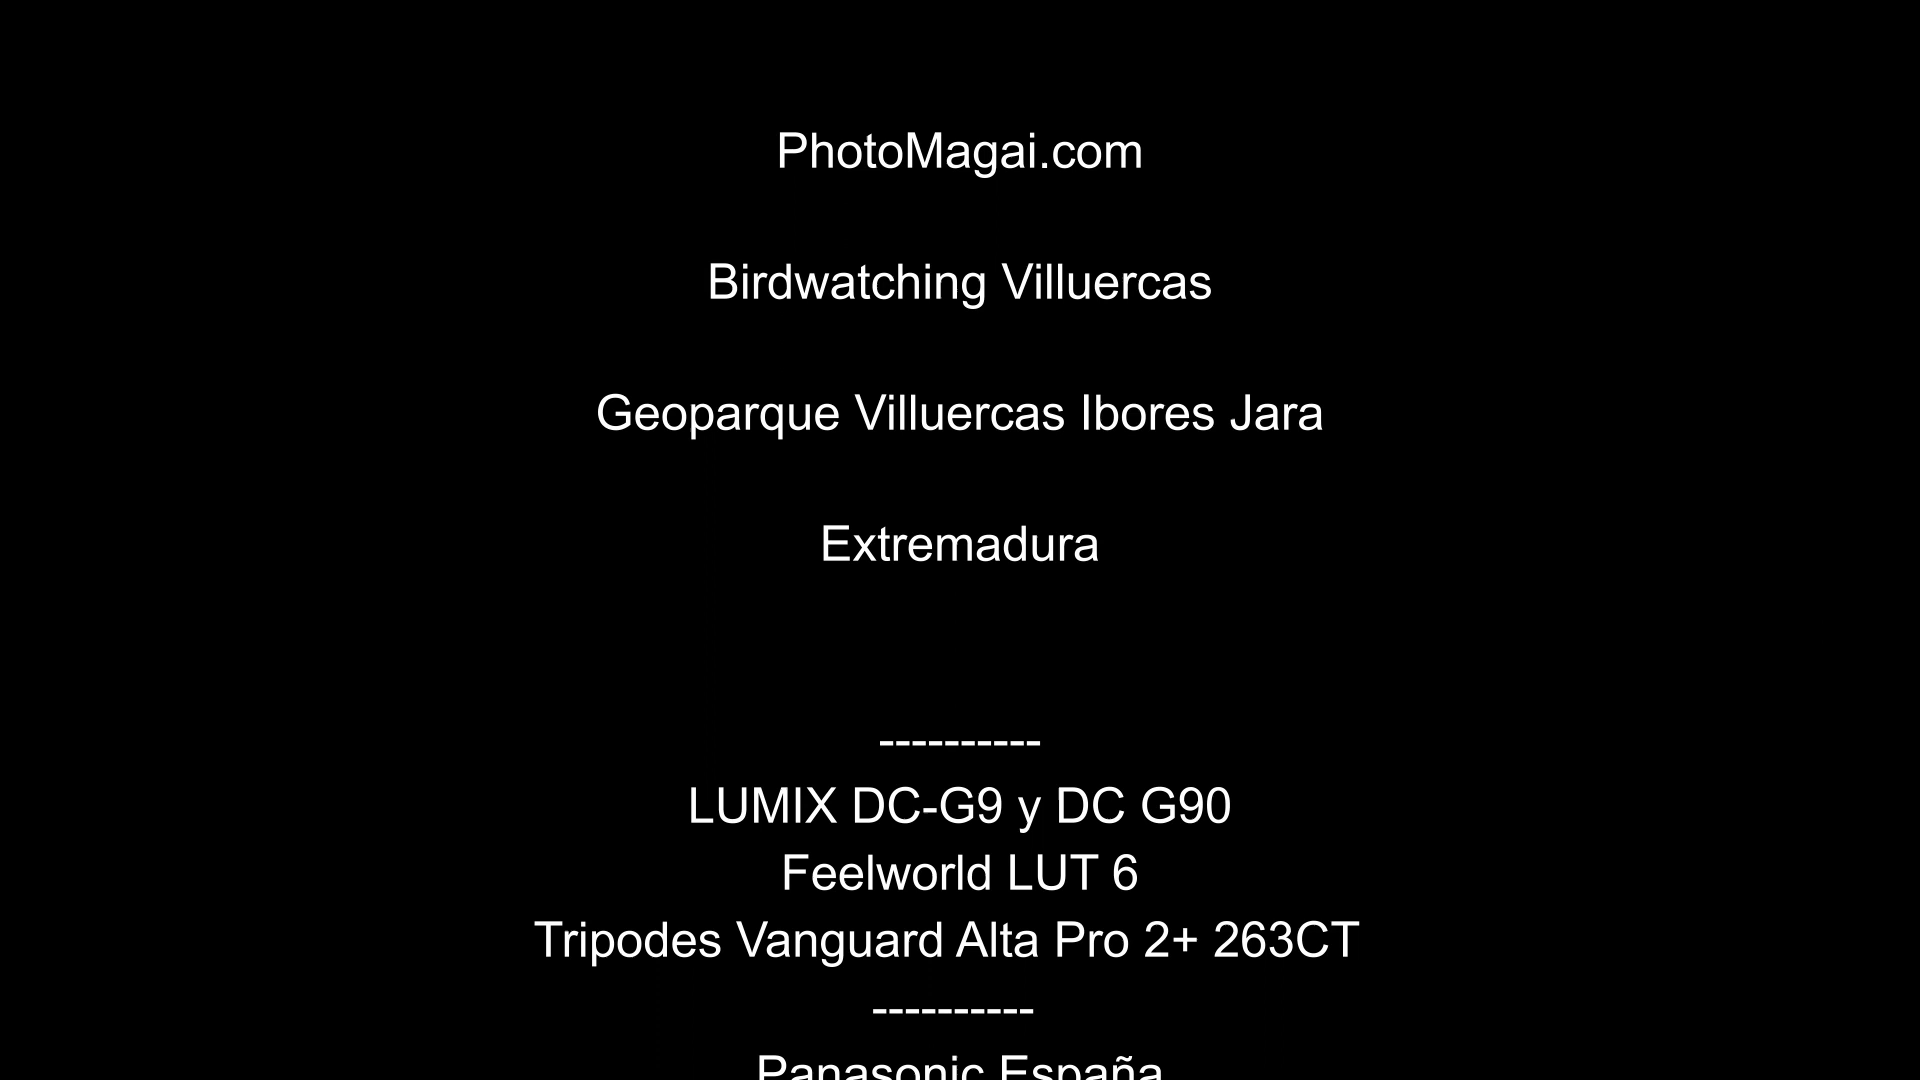 PhotoMagai.com
Birdwatching Villuercas
Geoparque Villuercas Ibores Jara
Extremadura
----------
LUMIX DC-G9 y DC G90
Feelworld LUT 6
Tripodes Vanguard Alta Pro 2+ 263CT
----------
Panasonic España